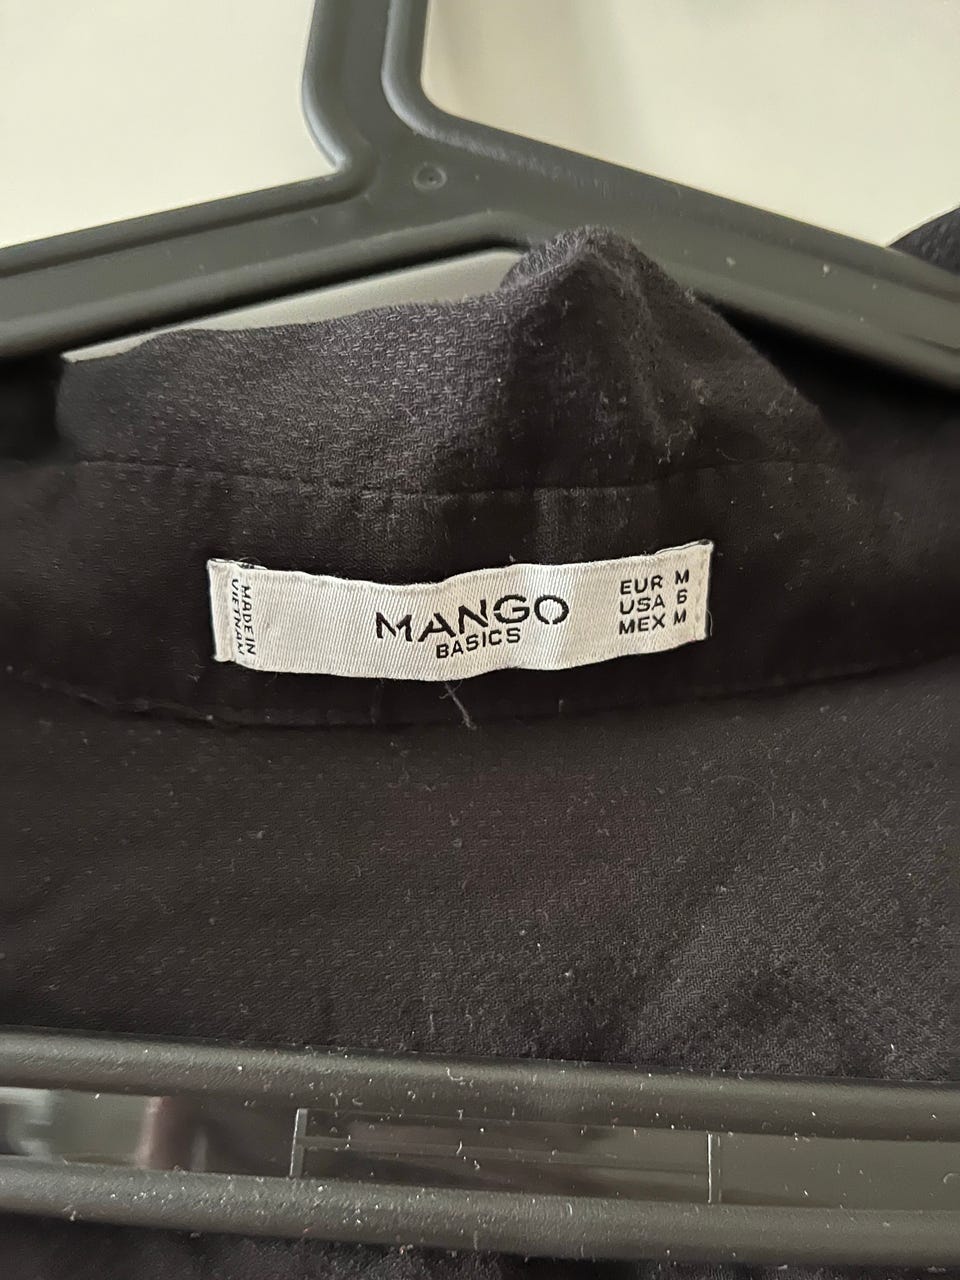 MADE IN
VIETNAM
MANGO
BASICS
EUR M
USA 6
MEX M